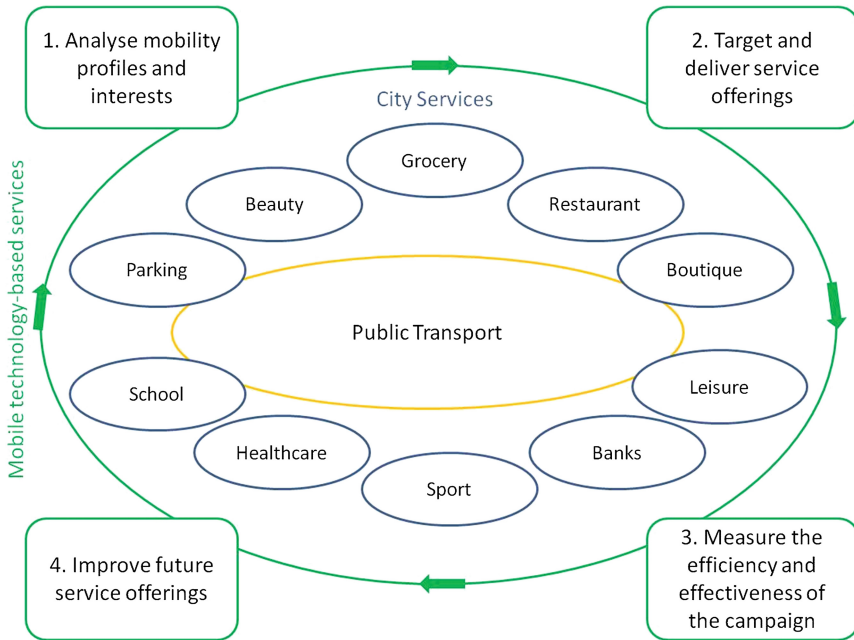 1. Analyse mobility
profiles and
interests
2. Target and
deliver service
offerings
City Services
Grocery
Beauty
Restaurant
Parking
Boutique
Public Transport
School
Leisure
Healthcare
Banks
Sport
Mobile technology-based services
4. Improve future
service offerings
3. Measure the
efficiency and
effectiveness of
the campaign